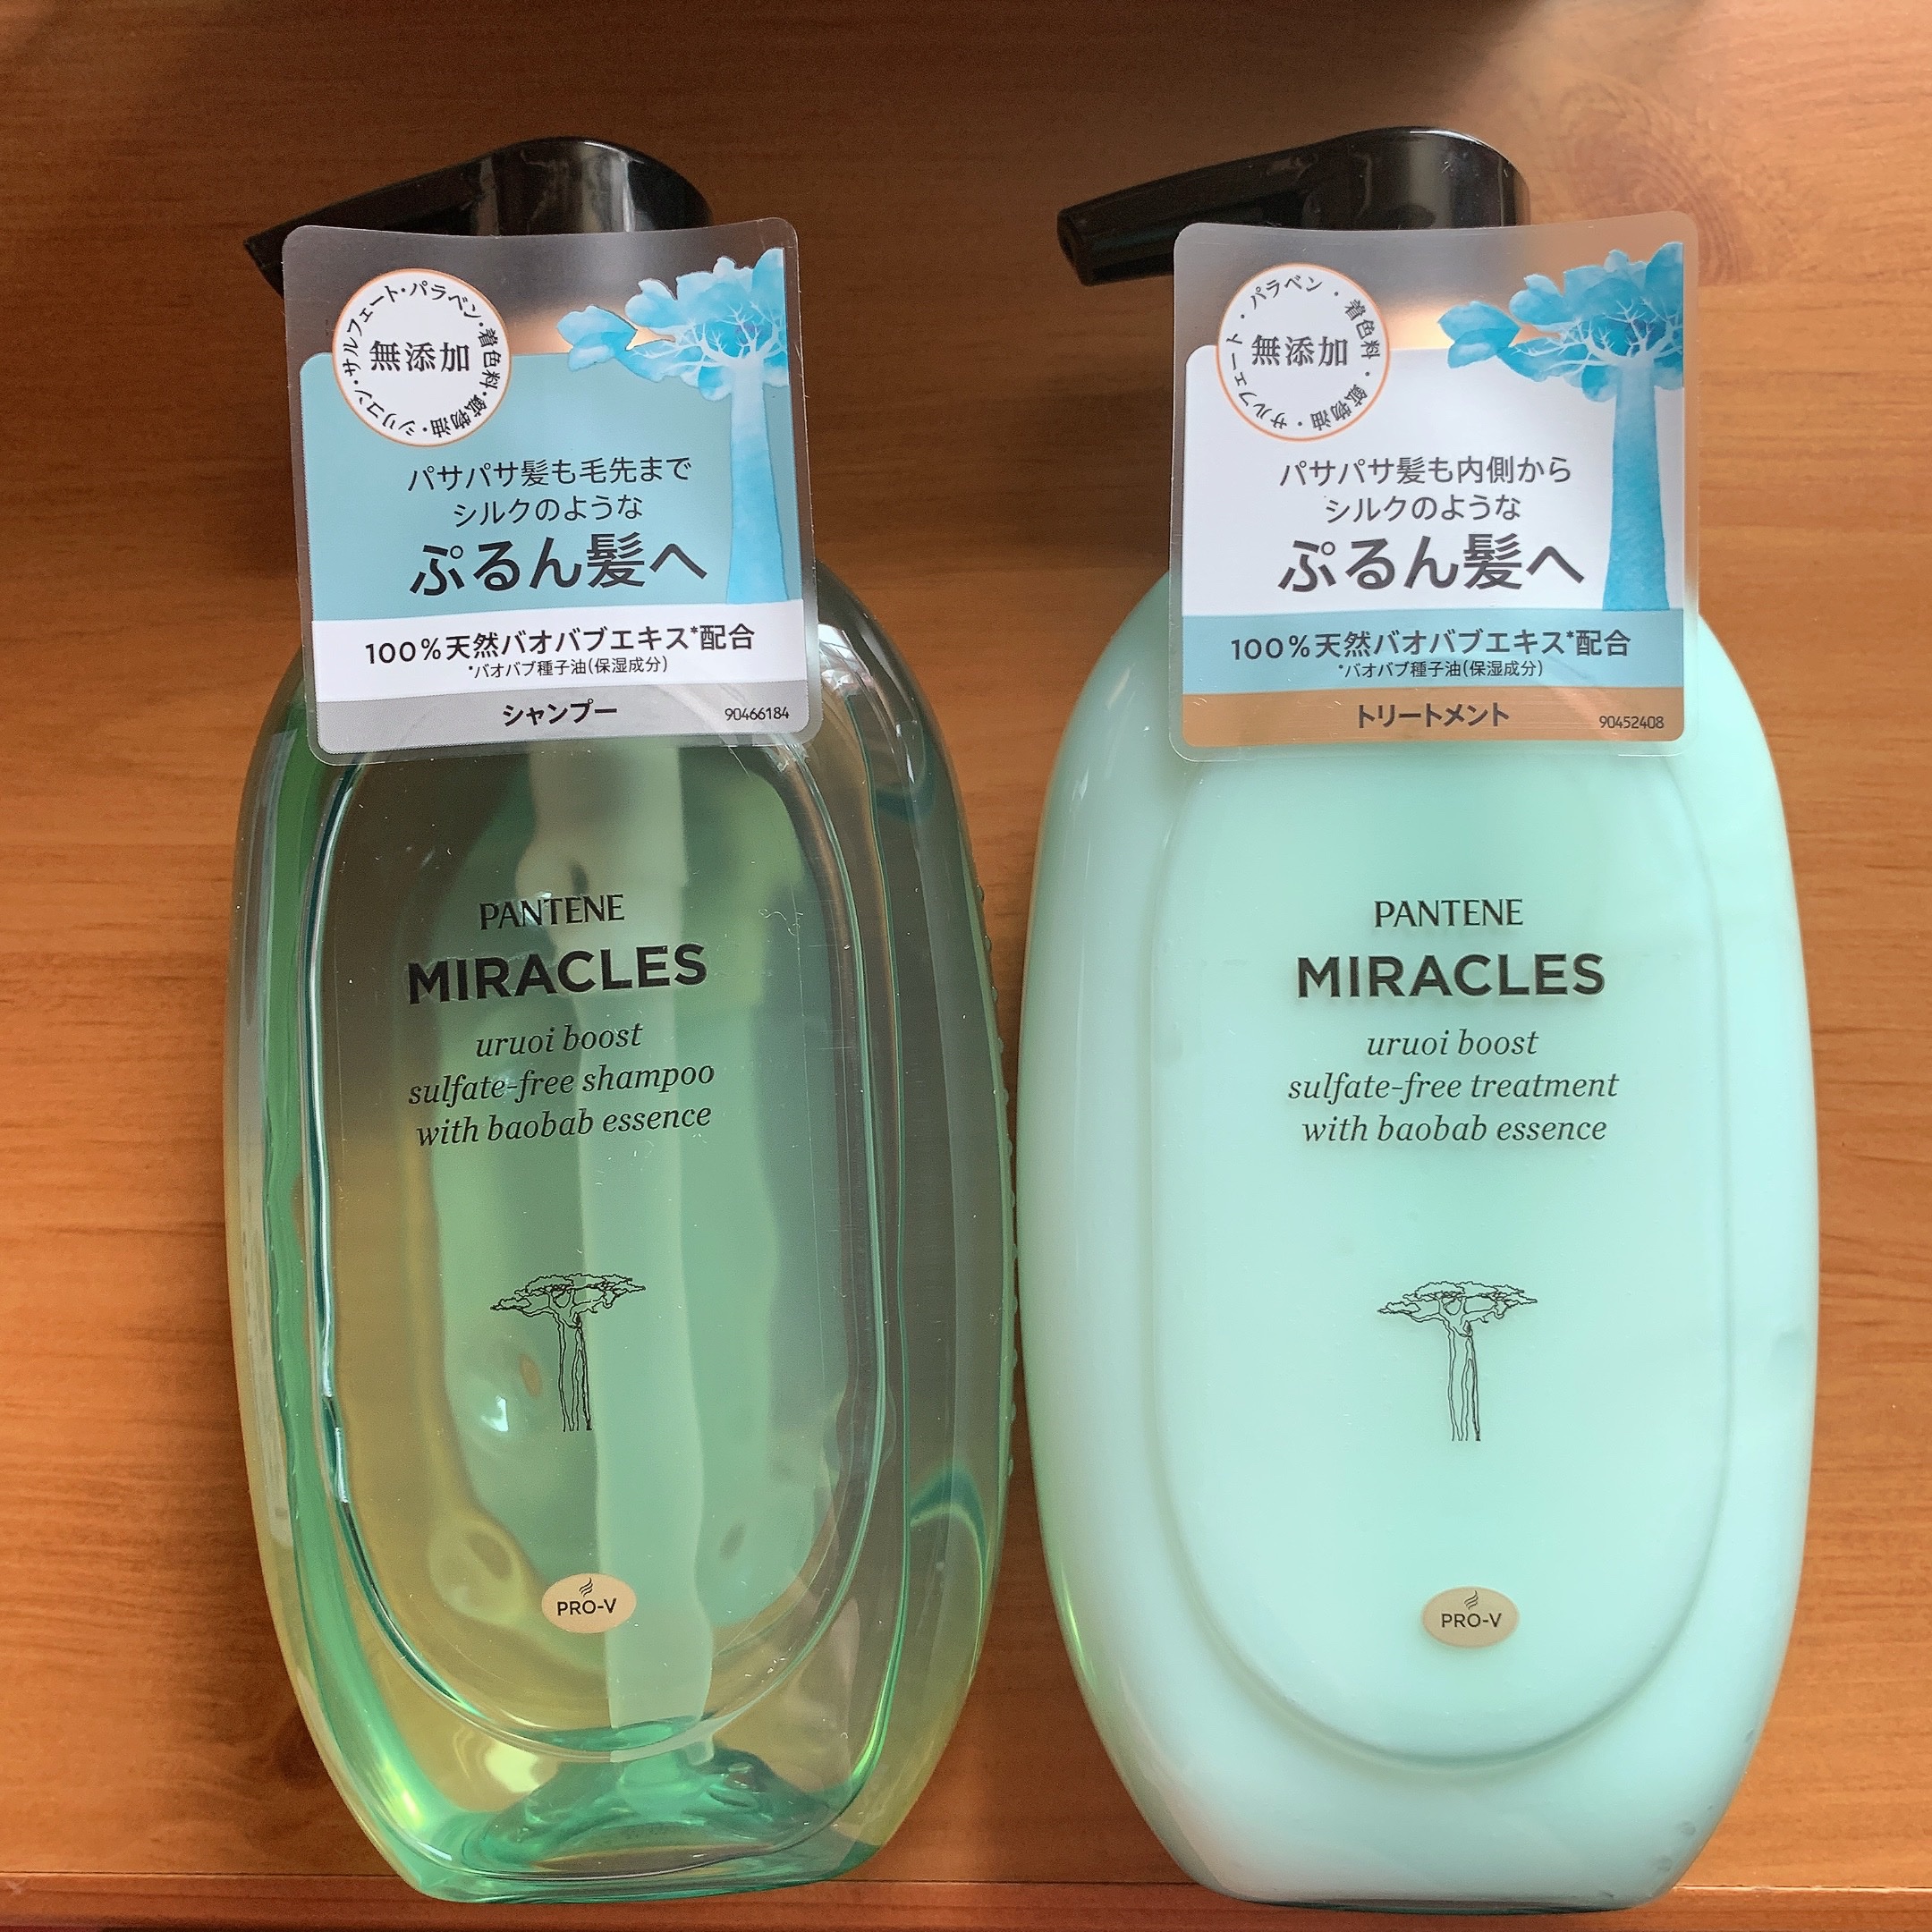 シリコン・サルフェート・パラベン・着色料・鉱物油・
無添加
パサパサ髪も毛先まで
シルクのような
ぷるん髪へ
100%天然バオバブエキス*配合
*バオバブ種子油(保湿成分)
シャンプー
90466184
PANTENE
MIRACLES
uruoi boost
sulfate-free shampoo
with baobab essence
PRO-V
サルフェート・パラベン・着色料・鉱物油・
無添加
パサパサ髪も内側から
シルクのような
ぷるん髪へ
100%天然バオバブエキス*配合
*バオバブ種子油(保湿成分)
トリートメント
90452408
PANTENE
MIRACLES
uruoi boost
sulfate-free treatment
with baobab essence
PRO-V